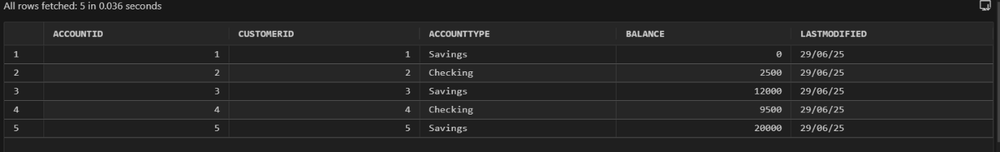 All rows fetched: 5 in 0.036 seconds
ACCOUNTID CUSTOMERID ACCOUNTTYPE BALANCE LASTMODIFIED
1 1 1 Savings 0 29/06/25
2 2 2 Checking 2500 29/06/25
3 3 3 Savings 12000 29/06/25
4 4 4 Checking 9500 29/06/25
5 5 5 Savings 20000 29/06/25